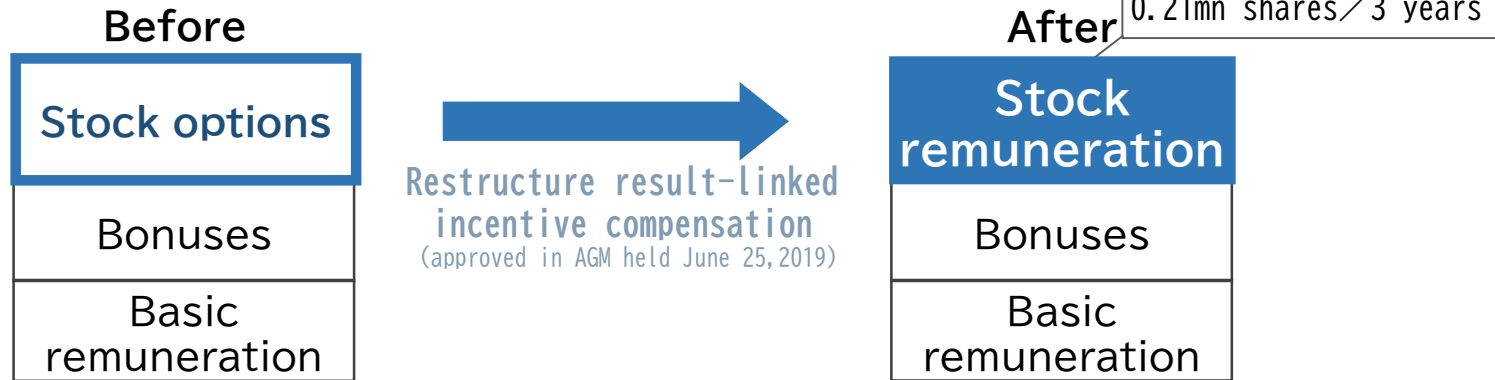 Before
Stock options
Bonuses
Basic
remuneration
Restructure result-linked
incentive compensation
(approved in AGM held June 25,2019)
After
0.21mn shares／3 years
Stock
remuneration
Bonuses
Basic
remuneration